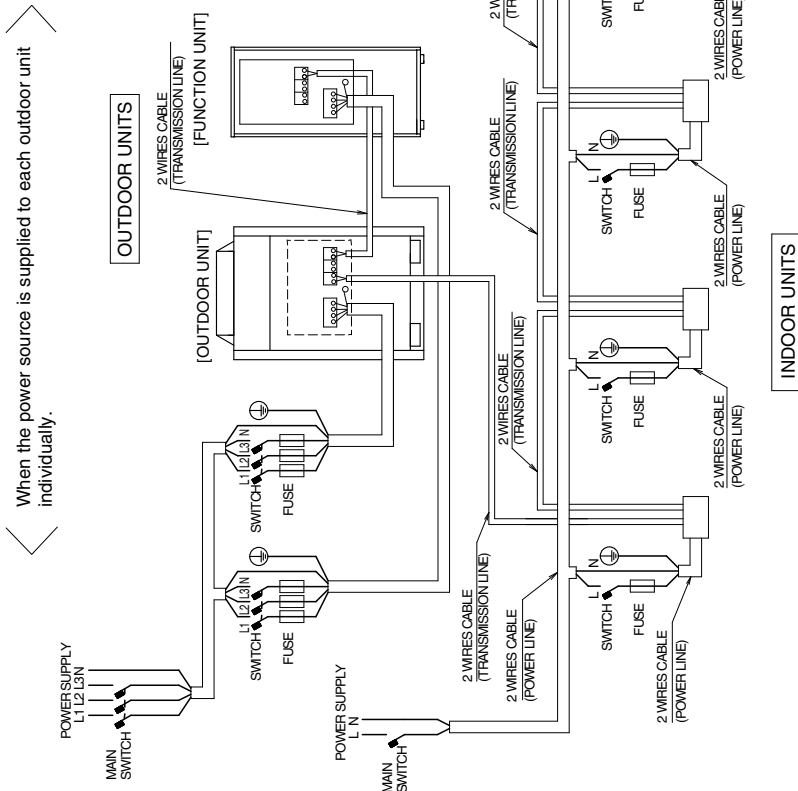 When the power source is supplied to each outdoor unit
individually.
POWER SUPPLY
L1 L2 L3 N
MAIN
SWITCH
OUTDOOR UNITS
2 WIRES CABLE
(TRANSMISSION LINE)
[FUNCTION UNIT]
[OUTDOOR UNIT]
L1 L2 L3 N
SWITCH
FUSE
L1 L2 L3 N
SWITCH
FUSE
POWER SUPPLY
L N
MAIN
SWITCH
2 WIRES CABLE
(TRANSMISSION LINE)
2 WIRES CABLE
(POWER LINE)
2 WIRES CABLE
(TRANSMISSION LINE)
2 WIRES CABLE
(TRANSMISSION LINE)
L N
SWITCH
FUSE
L N
SWITCH
FUSE
L N
SWITCH
FUSE
2 WIRES CABLE
(POWER LINE)
2 WIRES CABLE
(POWER LINE)
2 WIRES CABLE
(POWER LINE)
2 WIRES CABLE
(POWER LINE)
INDOOR UNITS